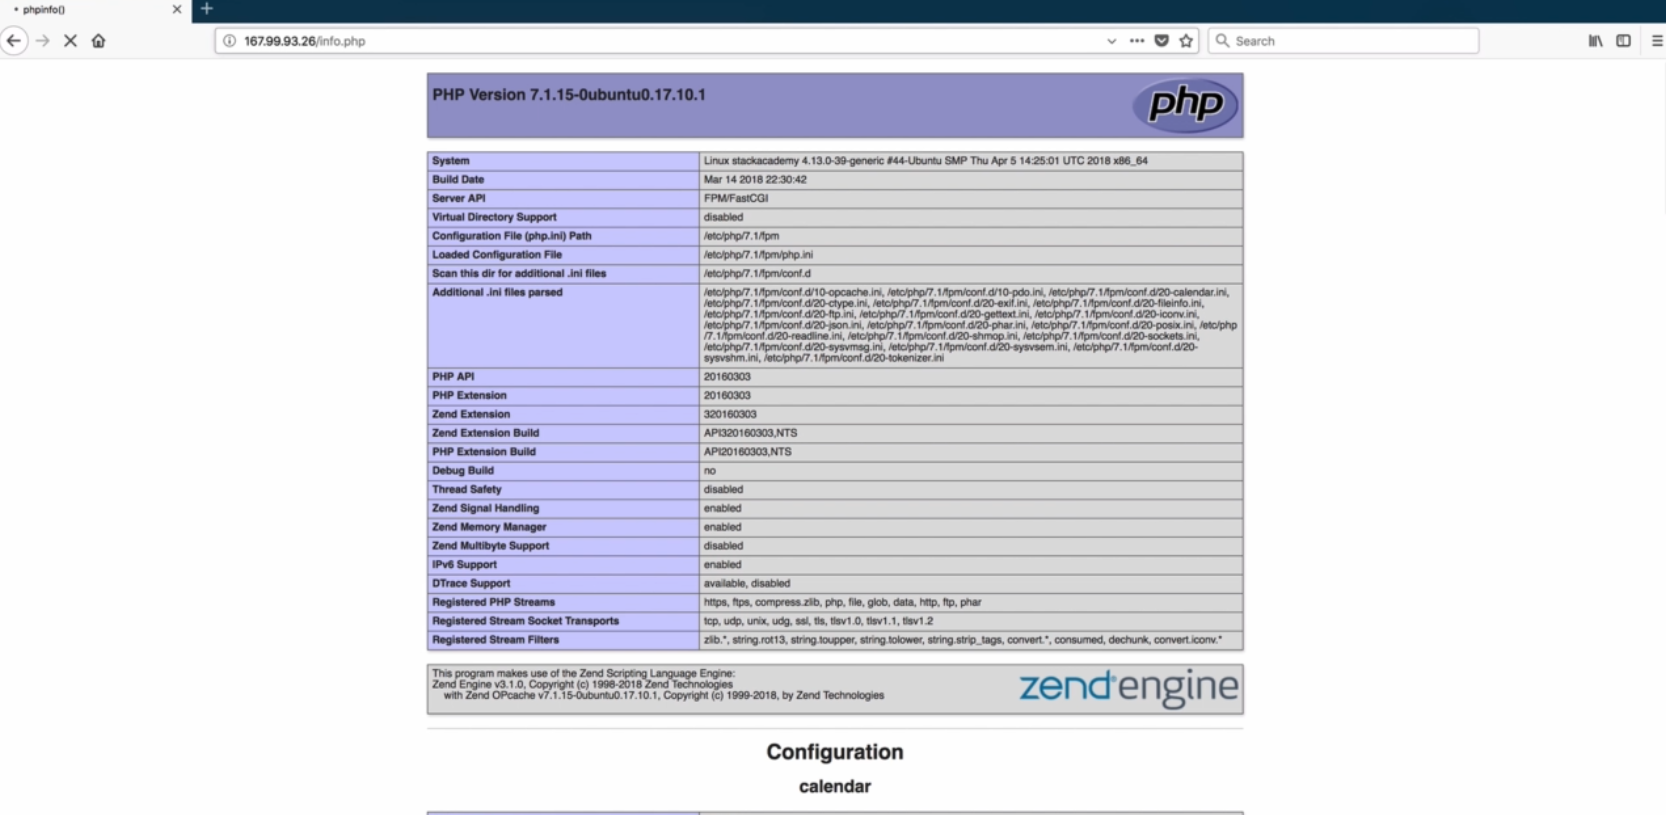 phpinfo()
167.99.93.26/info.php
Search
PHP Version 7.1.15-0ubuntu0.17.10.1
php
System Linux stackacademy 4.13.0-39-generic #44-Ubuntu SMP Thu Apr 5 14:25:01 UTC 2018 x86_64
Build Date Mar 14 2018 22:30:42
Server API FPM/FastCGI
Virtual Directory Support disabled
Configuration File (php.ini) Path /etc/php/7.1/fpm
Loaded Configuration File /etc/php/7.1/fpm/php.ini
Scan this dir for additional .ini files /etc/php/7.1/fpm/conf.d
Additional .ini files parsed /etc/php/7.1/fpm/conf.d/10-opcache.ini, /etc/php/7.1/fpm/conf.d/10-pdo.ini, /etc/php/7.1/fpm/conf.d/20-calendar.ini,
/etc/php/7.1/fpm/conf.d/20-ctype.ini, /etc/php/7.1/fpm/conf.d/20-exif.ini, /etc/php/7.1/fpm/conf.d/20-fileinfo.ini,
/etc/php/7.1/fpm/conf.d/20-ftp.ini, /etc/php/7.1/fpm/conf.d/20-gettext.ini, /etc/php/7.1/fpm/conf.d/20-iconv.ini,
/etc/php/7.1/fpm/conf.d/20-json.ini, /etc/php/7.1/fpm/conf.d/20-phar.ini, /etc/php/7.1/fpm/conf.d/20-posix.ini, /etc/php
/7.1/fpm/conf.d/20-readline.ini, /etc/php/7.1/fpm/conf.d/20-shmop.ini, /etc/php/7.1/fpm/conf.d/20-sockets.ini,
/etc/php/7.1/fpm/conf.d/20-sysvmsg.ini, /etc/php/7.1/fpm/conf.d/20-sysvsem.ini, /etc/php/7.1/fpm/conf.d/20-
sysvshm.ini, /etc/php/7.1/fpm/conf.d/20-tokenizer.ini
PHP API 20160303
PHP Extension 20160303
Zend Extension 320160303
Zend Extension Build API320160303,NTS
PHP Extension Build API20160303,NTS
Debug Build no
Thread Safety disabled
Zend Signal Handling enabled
Zend Memory Manager enabled
Zend Multibyte Support disabled
IPv6 Support enabled
DTrace Support available, disabled
Registered PHP Streams https, ftps, compress.zlib, php, file, glob, data, http, ftp, phar
Registered Stream Socket Transports tcp, udp, unix, udg, ssl, tls, tlsv1.0, tlsv1.1, tlsv1.2
Registered Stream Filters zlib.*, string.rot13, string.toupper, string.tolower, string.strip_tags, convert.*, consumed, dechunk, convert.iconv.*
This program makes use of the Zend Scripting Language Engine:
Zend Engine v3.1.0, Copyright (c) 1998-2018 Zend Technologies
with Zend OPcache v7.1.15-0ubuntu0.17.10.1, Copyright (c) 1999-2018, by Zend Technologies
zend engine
Configuration
calendar